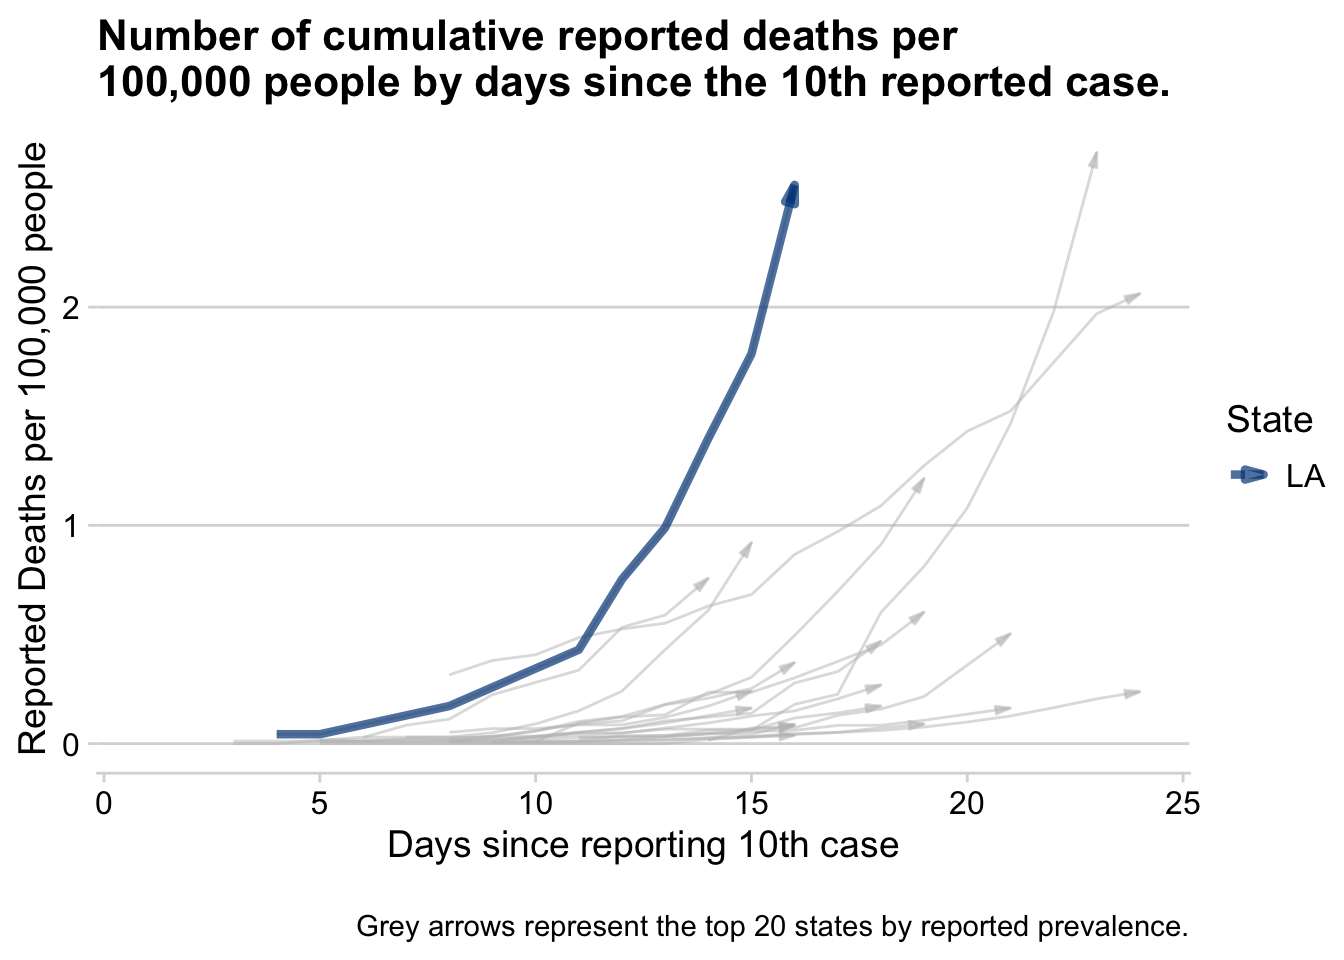 Number of cumulative reported deaths per
100,000 people by days since the 10th reported case.
Reported Deaths per 100,000 people
2
1
0
0
5
10
15
20
25
Days since reporting 10th case
State
LA
Grey arrows represent the top 20 states by reported prevalence.